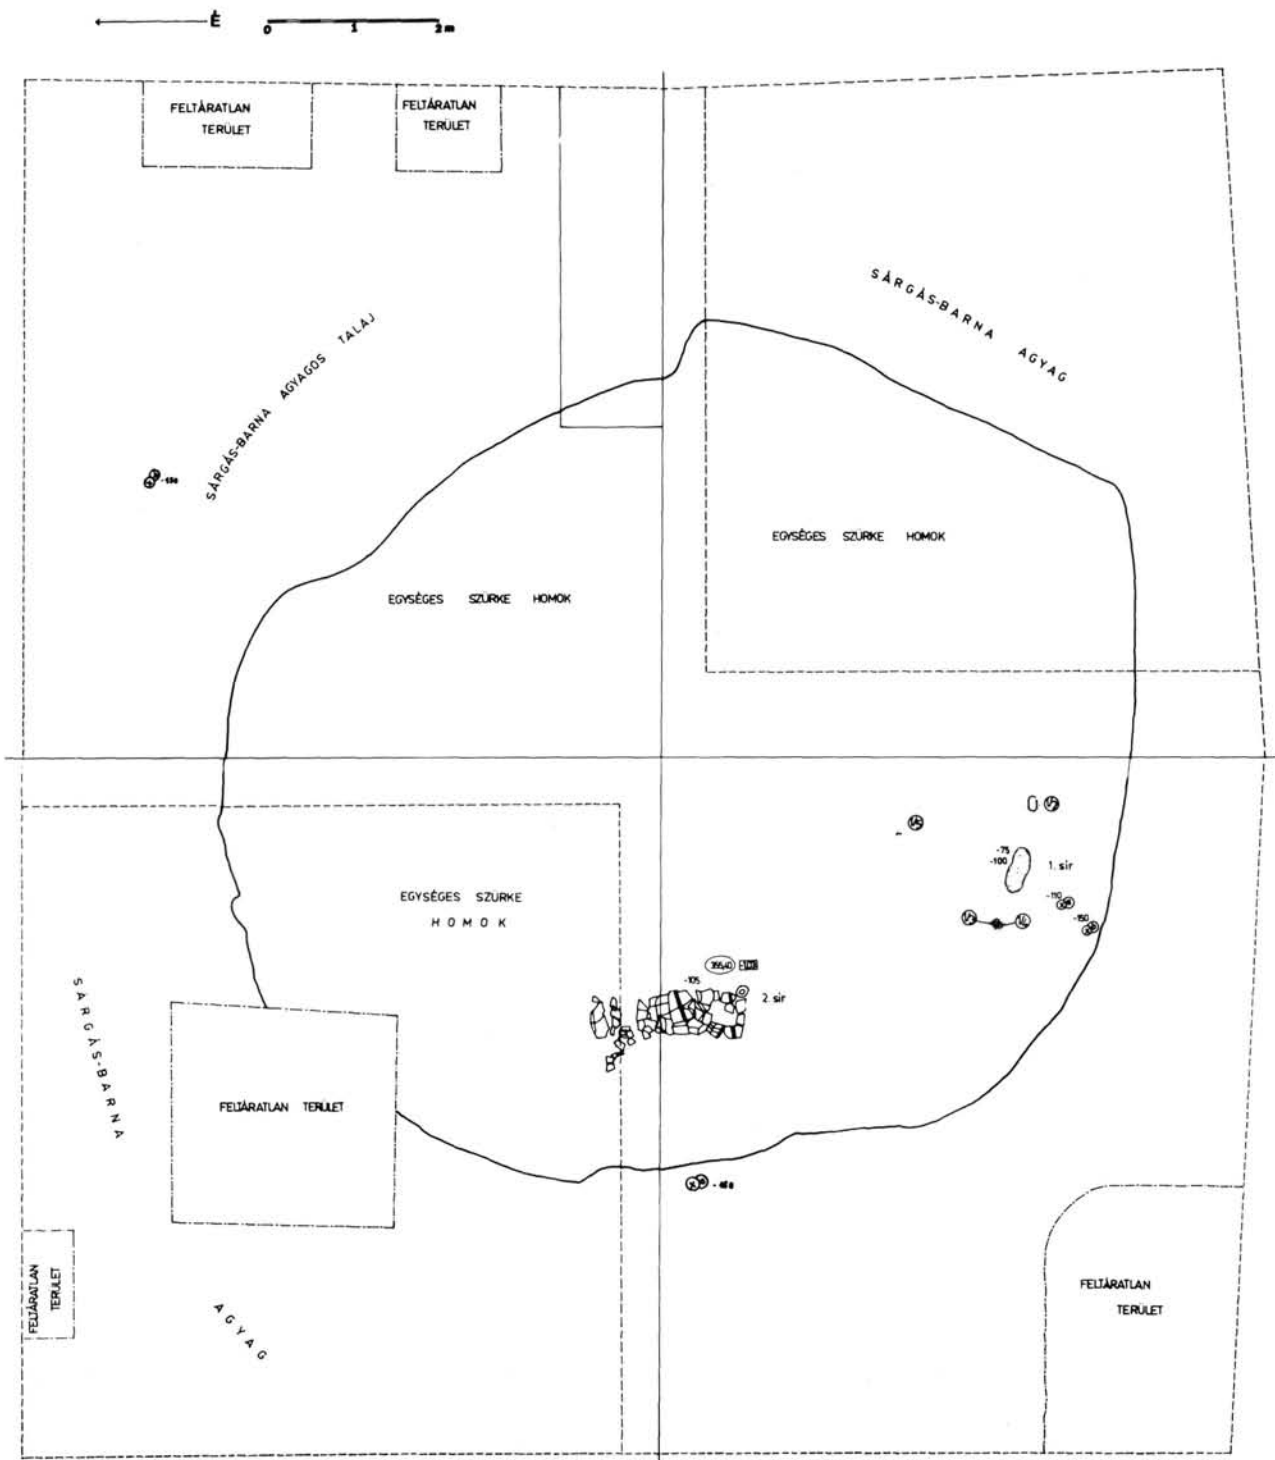 É
0 1 2m
FELTÁRATLAN
TERÜLET
FELTÁRATLAN
TERÜLET
SÁRGÁS-BARNA AGYAG
SÁRGÁS-BARNA AGYAGOS TALAJ
EGYSÉGES SZÜRKE HOMOK
EGYSÉGES SZÜRKE HOMOK
-75
-100
1. sír
-110
-150
EGYSÉGES SZÜRKE
HOMOK
-105
2. sír
SÁRGÁS-BARNA
FELTÁRATLAN TERÜLET
FELTÁRATLAN
TERÜLET
AGYAG
FELTÁRATLAN
TERÜLET